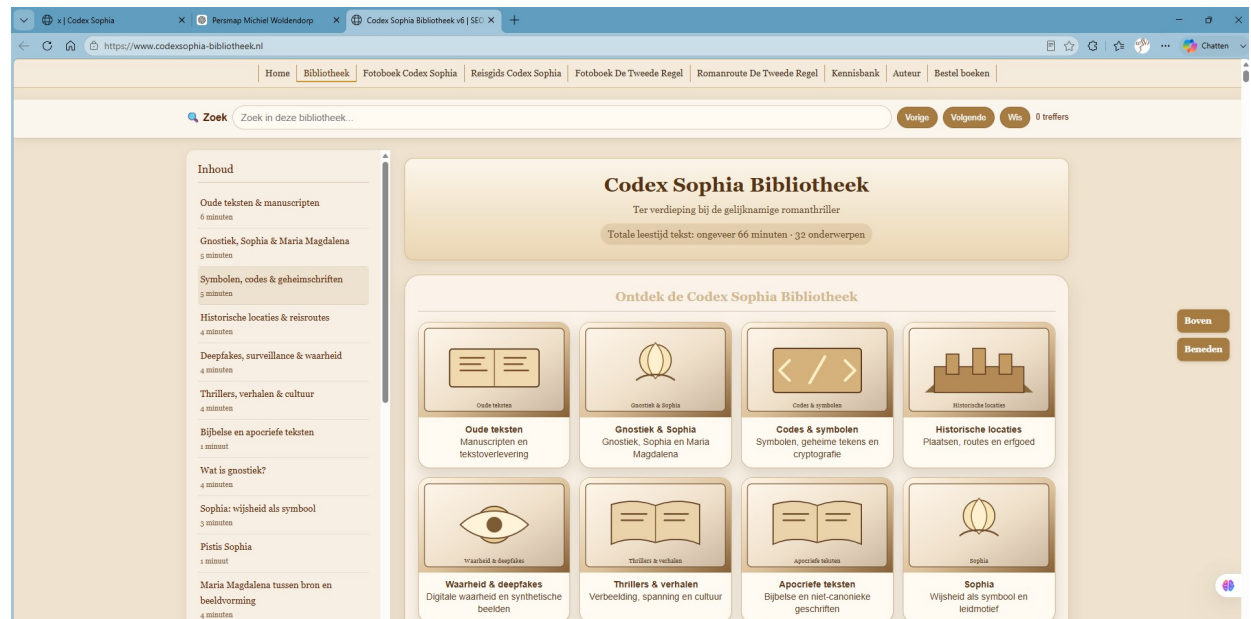 x | Codex Sophia
Persmap Michiel Woldendorp
Codex Sophia Bibliotheek v6 | SEO
https://www.codexsophia-bibliotheek.nl
Chatten
Home
Bibliotheek
Fotoboek Codex Sophia
Reisgids Codex Sophia
Fotoboek De Tweede Regel
Romanroute De Tweede Regel
Kennisbank
Auteur
Bestel boeken
Zoek
Zoek in deze bibliotheek...
Vorige
Volgende
Wis
0 treffers
Inhoud
Oude teksten & manuscripten
6 minuten
Gnostiek, Sophia & Maria Magdalena
5 minuten
Symbolen, codes & geheimschriften
5 minuten
Historische locaties & reisroutes
4 minuten
Deepfakes, surveillance & waarheid
4 minuten
Thrillers, verhalen & cultuur
4 minuten
Bijbelse en apocriefe teksten
1 minuut
Wat is gnostiek?
4 minuten
Sophia: wijsheid als symbool
3 minuten
Pistis Sophia
1 minuut
Maria Magdalena tussen bron en
beeldvorming
4 minuten
Codex Sophia Bibliotheek
Ter verdieping bij de gelijknamige romanthriller
Totale leestijd tekst: ongeveer 66 minuten · 32 onderwerpen
Ontdek de Codex Sophia Bibliotheek
Oude teksten
Oude teksten
Manuscripten en
tekstoverlevering
Gnostiek & Sophia
Gnostiek & Sophia
Gnostiek, Sophia en Maria
Magdalena
Codes & symbolen
Codes & symbolen
Symbolen, geheime tekens en
cryptografie
Historische locaties
Historische locaties
Plaatsen, routes en erfgoed
Waarheid & deepfakes
Waarheid & deepfakes
Digitale waarheid en synthetische
beelden
Thrillers & verhalen
Thrillers & verhalen
Verbeelding, spanning en cultuur
Apocriefe teksten
Apocriefe teksten
Bijbelse en niet-canonieke
geschriften
Sophia
Sophia
Wijsheid als symbool en
leidmotief
Boven
Beneden